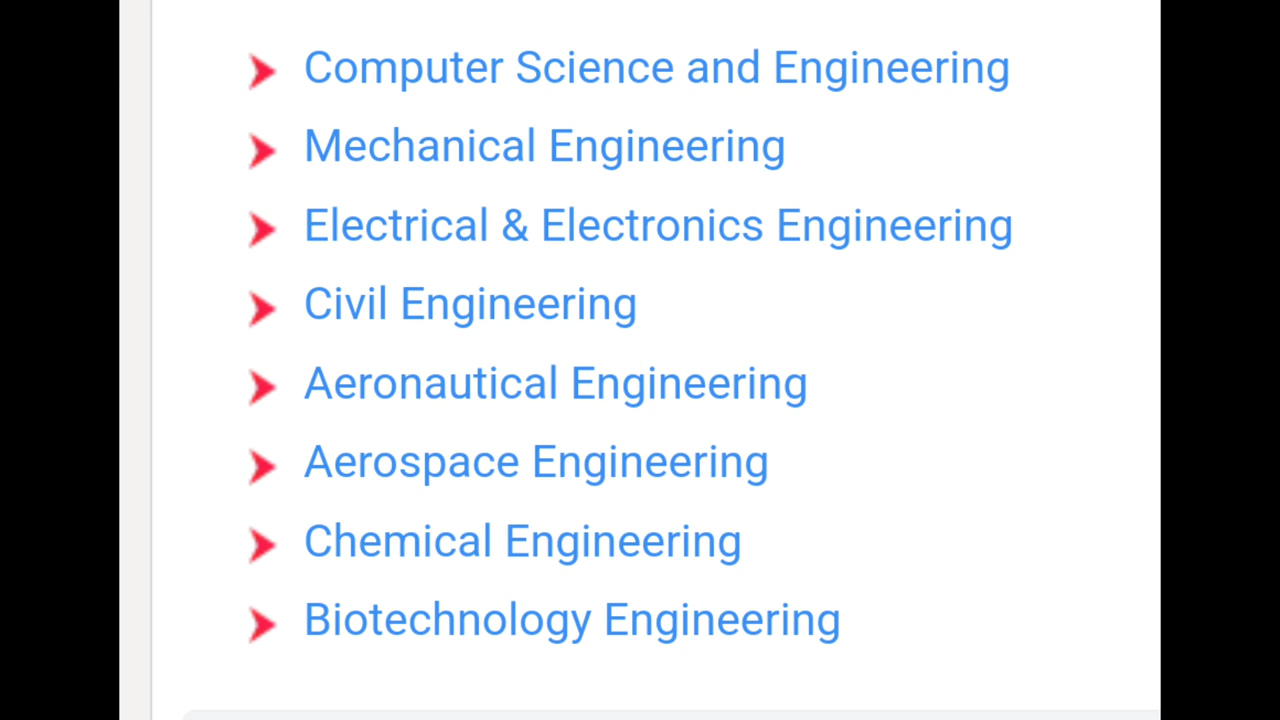 Computer Science and Engineering
Mechanical Engineering
Electrical & Electronics Engineering
Civil Engineering
Aeronautical Engineering
Aerospace Engineering
Chemical Engineering
Biotechnology Engineering